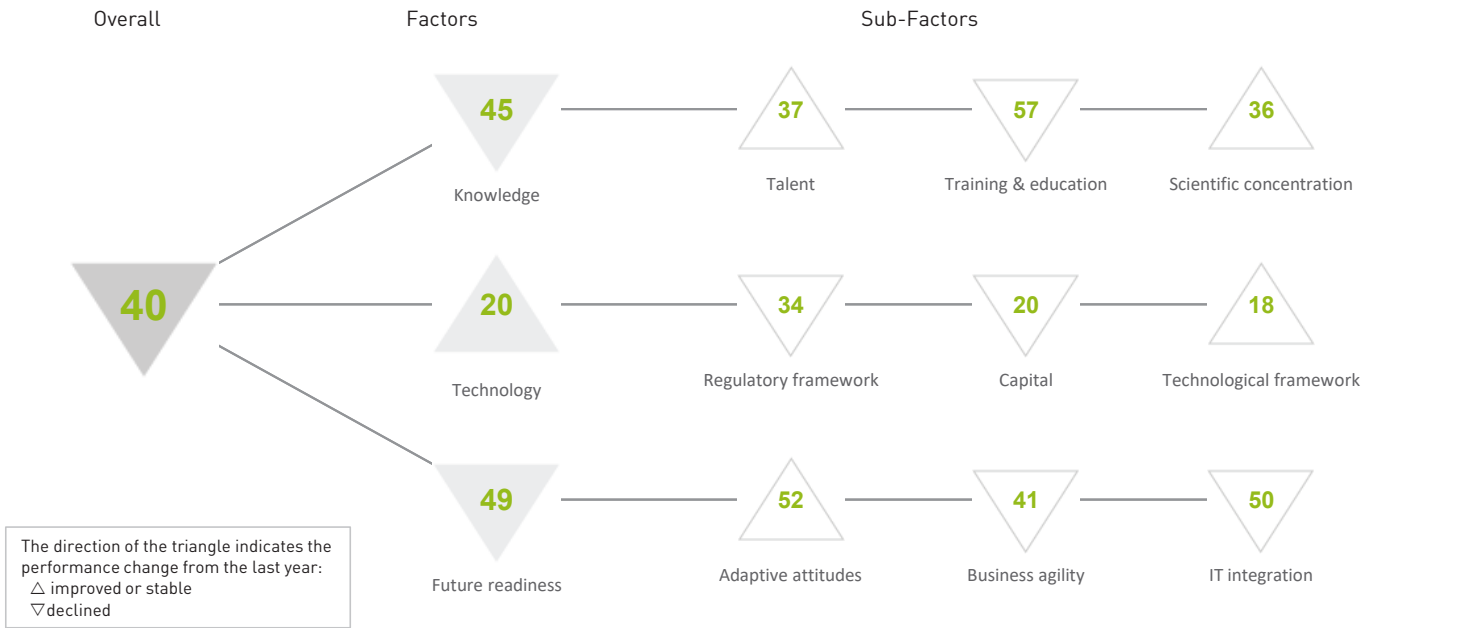 Overall
Factors
Sub-Factors
45
Knowledge
37
Talent
57
Training & education
36
Scientific concentration
40
20
Technology
34
Regulatory framework
20
Capital
18
Technological framework
49
Future readiness
52
Adaptive attitudes
41
Business agility
50
IT integration
The direction of the triangle indicates the
performance change from the last year:
△ improved or stable
▽ declined